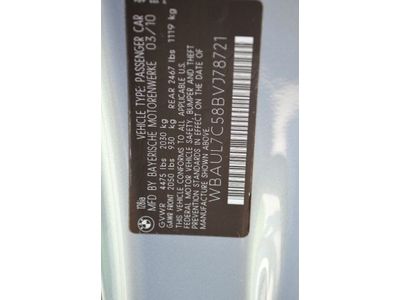 VEHICLE TYPE: PASSENGER CAR
MFD BY BAYERISCHE MOTORENWERKE 03/10
128i
GVWR 4475 lbs 2030 kg
GAWR FRONT 2050 lbs 930 kg REAR 2467 lbs 1119 kg
THIS VEHICLE CONFORMS TO ALL APPLICABLE U.S.
FEDERAL MOTOR VEHICLE SAFETY, BUMPER AND THEFT
PREVENTION STANDARDS IN EFFECT ON THE DATE OF
MANUFACTURE SHOWN ABOVE
WBAUL7C58BVJ78721